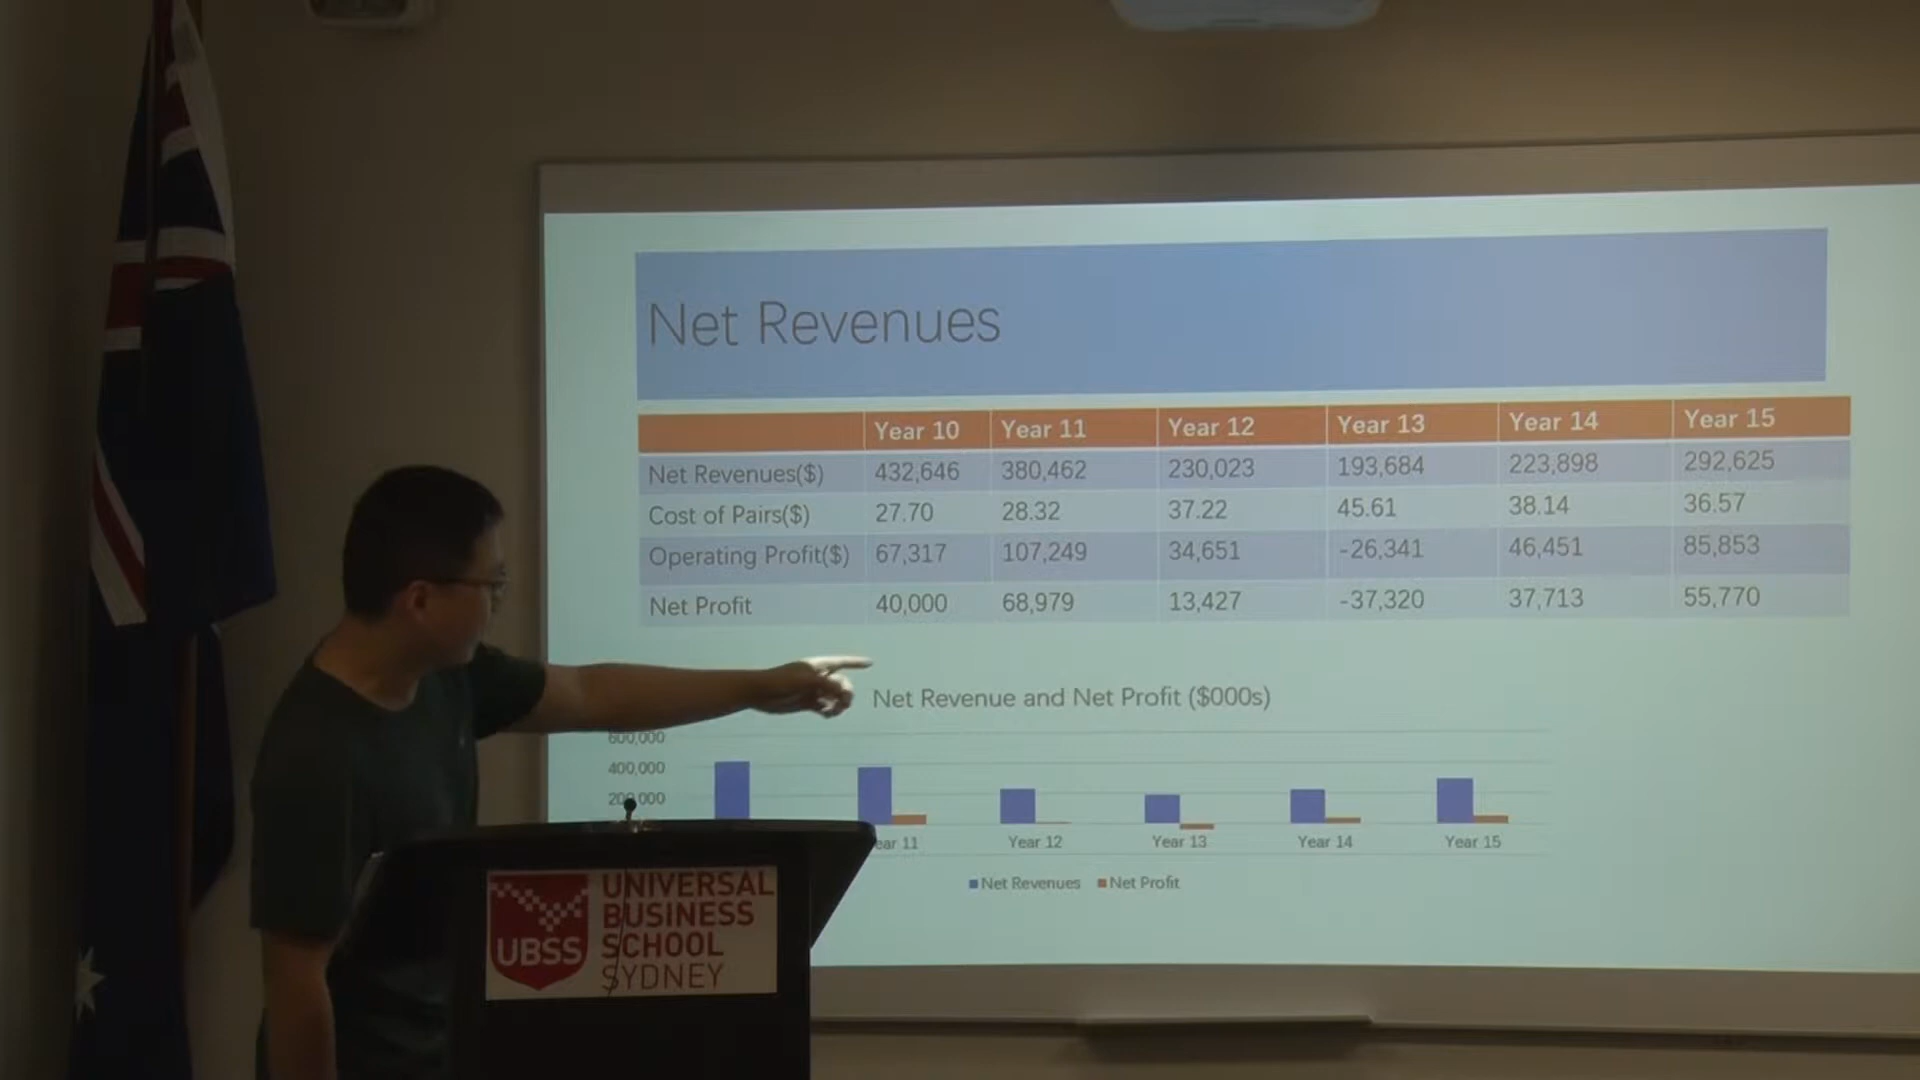 Net Revenues
Year 10 Year 11 Year 12 Year 13 Year 14 Year 15
Net Revenues($) 432,646 380,462 230,023 193,684 223,898 292,625
Cost of Pairs($) 27.70 28.32 37.22 45.61 38.14 36.57
Operating Profit($) 67,317 107,249 34,651 -26,341 46,451 85,853
Net Profit 40,000 68,979 13,427 -37,320 37,713 55,770
Net Revenue and Net Profit ($000s)
600,000
400,000
200,000
ear 11 Year 12 Year 13 Year 14 Year 15
Net Revenues Net Profit
UBSS
UNIVERSAL
BUSINESS
SCHOOL
SYDNEY